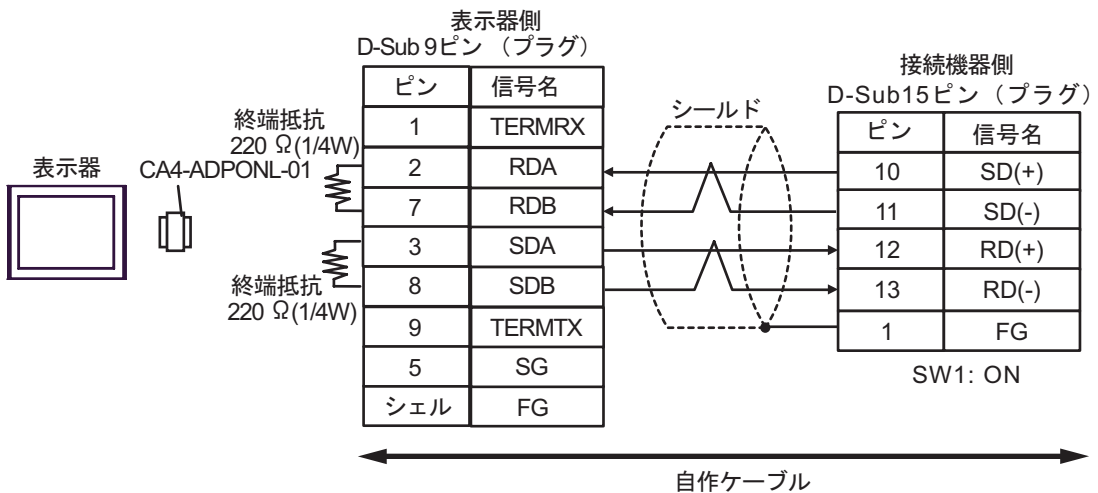 表示器側
D-Sub 9ピン （プラグ）
ピン 信号名
1 TERMRX
2 RDA
7 RDB
3 SDA
8 SDB
9 TERMTX
5 SG
シェル FG
終端抵抗
220 Ω(1/4W)
表示器
CA4-ADPONL-01
終端抵抗
220 Ω(1/4W)
シールド
接続機器側
D-Sub15ピン（プラグ）
ピン 信号名
10 SD(+)
11 SD(-)
12 RD(+)
13 RD(-)
1 FG
SW1: ON
自作ケーブル